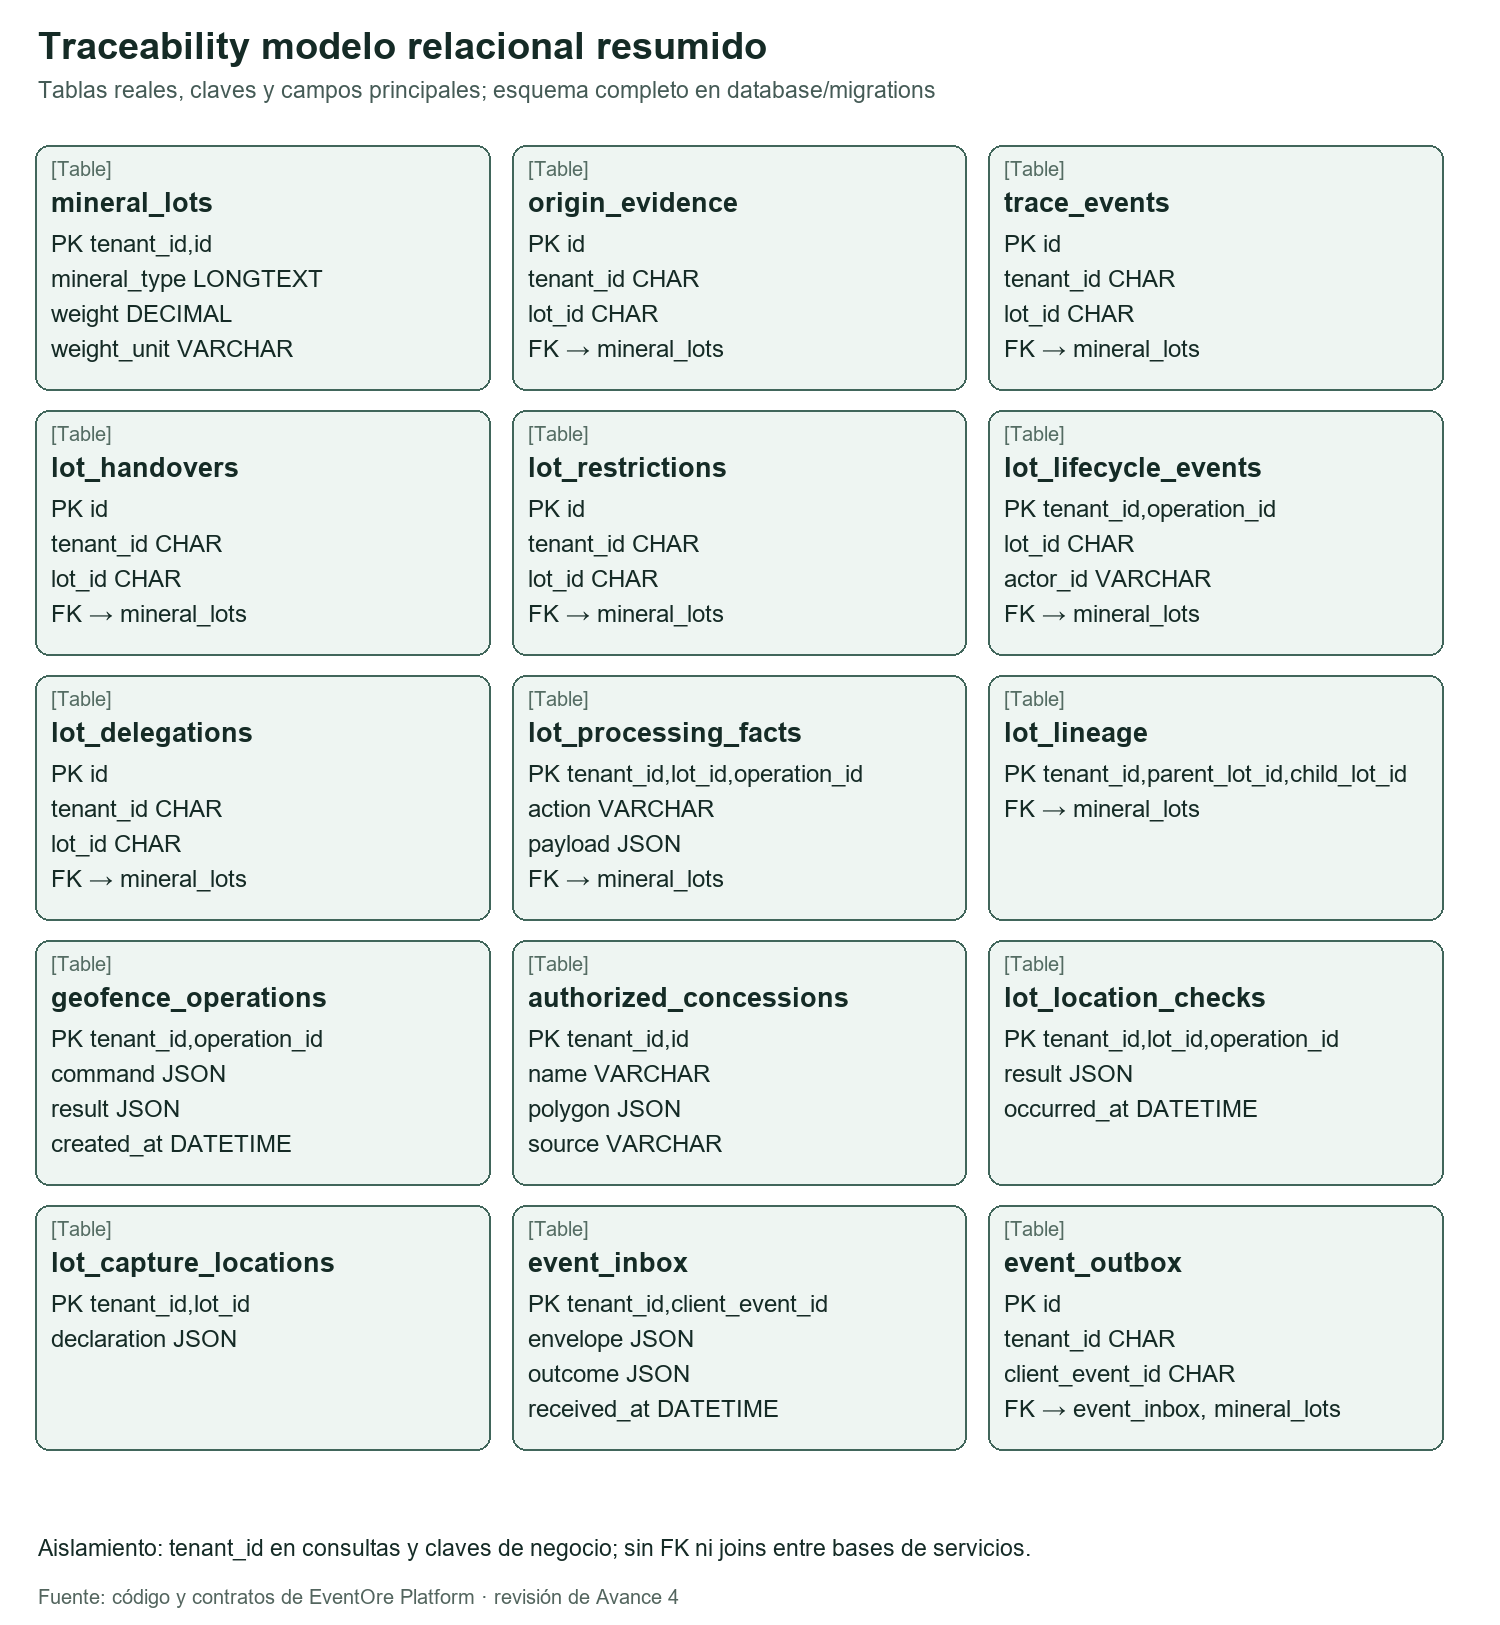 Traceability modelo relacional resumido
Tablas reales, claves y campos principales; esquema completo en database/migrations
[Table]
mineral_lots
PK tenant_id,id
mineral_type LONGTEXT
weight DECIMAL
weight_unit VARCHAR
[Table]
origin_evidence
PK id
tenant_id CHAR
lot_id CHAR
FK → mineral_lots
[Table]
trace_events
PK id
tenant_id CHAR
lot_id CHAR
FK → mineral_lots
[Table]
lot_handovers
PK id
tenant_id CHAR
lot_id CHAR
FK → mineral_lots
[Table]
lot_restrictions
PK id
tenant_id CHAR
lot_id CHAR
FK → mineral_lots
[Table]
lot_lifecycle_events
PK tenant_id,operation_id
lot_id CHAR
actor_id VARCHAR
FK → mineral_lots
[Table]
lot_delegations
PK id
tenant_id CHAR
lot_id CHAR
FK → mineral_lots
[Table]
lot_processing_facts
PK tenant_id,lot_id,operation_id
action VARCHAR
payload JSON
FK → mineral_lots
[Table]
lot_lineage
PK tenant_id,parent_lot_id,child_lot_id
FK → mineral_lots
[Table]
geofence_operations
PK tenant_id,operation_id
command JSON
result JSON
created_at DATETIME
[Table]
authorized_concessions
PK tenant_id,id
name VARCHAR
polygon JSON
source VARCHAR
[Table]
lot_location_checks
PK tenant_id,lot_id,operation_id
result JSON
occurred_at DATETIME
[Table]
lot_capture_locations
PK tenant_id,lot_id
declaration JSON
[Table]
event_inbox
PK tenant_id,client_event_id
envelope JSON
outcome JSON
received_at DATETIME
[Table]
event_outbox
PK id
tenant_id CHAR
client_event_id CHAR
FK → event_inbox, mineral_lots
Aislamiento: tenant_id en consultas y claves de negocio; sin FK ni joins entre bases de servicios.
Fuente: código y contratos de EventOre Platform · revisión de Avance 4